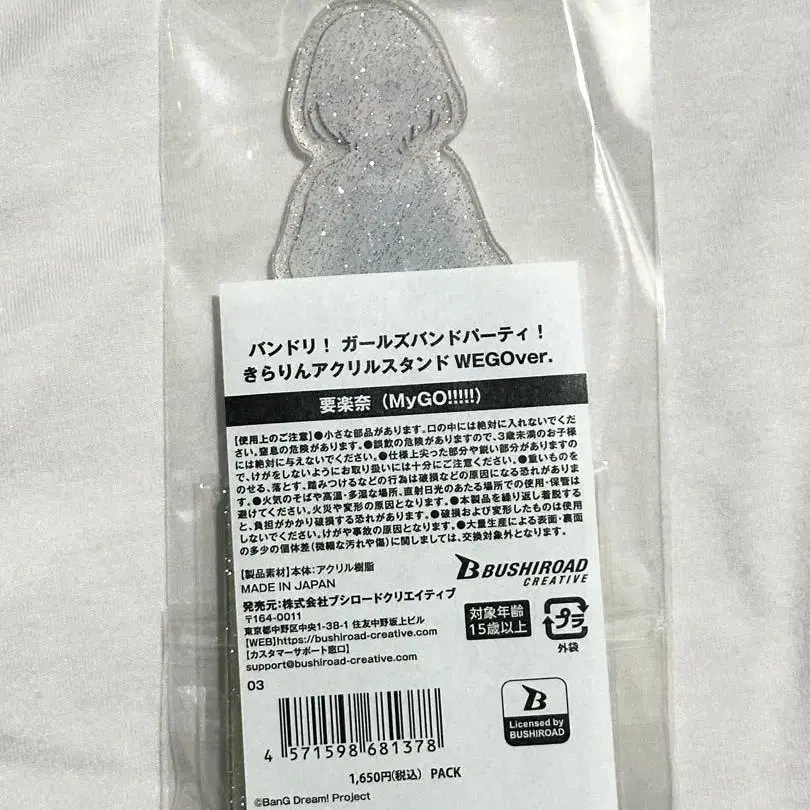 バンドリ！ ガールズバンドパーティ！
きらりんアクリルスタンド WEGOver.
要楽奈（MyGO!!!!!）
【使用上のご注意】●小さな部品があります。口の中には絶対に入れないでくだ
さい。窒息の危険があります。●誤飲の危険がありますので、3歳未満のお子様
には絶対に与えないでください。●仕様上尖った部分や鋭い部分がありますの
で、けがをしないようにお取り扱いには十分にご注意ください。●重いものを
のせる、落とす、踏みつけるなどの行為は破損などの原因になる恐れがありま
す。●火気のそばや高温・多湿な場所、直射日光のあたる場所での使用・保管は
避けてください。火災や変形の原因となります。●本製品を繰り返し着脱する
と、負担がかかり破損する恐れがあります。●破損および変形したものは使用
しないでください。けがや事故の原因となります。●大量生産による表面・裏面
の多少の個体差（微細な汚れや傷）に関しましては、交換対象外となります。
【製品素材】本体：アクリル樹脂
MADE IN JAPAN
BUSHIROAD
CREATIVE
発売元：株式会社ブシロードクリエイティブ
〒164-0011
東京都中野区中央1-38-1 住友中野坂上ビル
【WEB】https://bushiroad-creative.com
【カスタマーサポート窓口】
support@bushiroad-creative.com
対象年齢
15歳以上
プラ
外袋
03
4 571598 681378
B
Licensed by
BUSHIROAD
1,650円（税込） PACK
©BanG Dream! Project